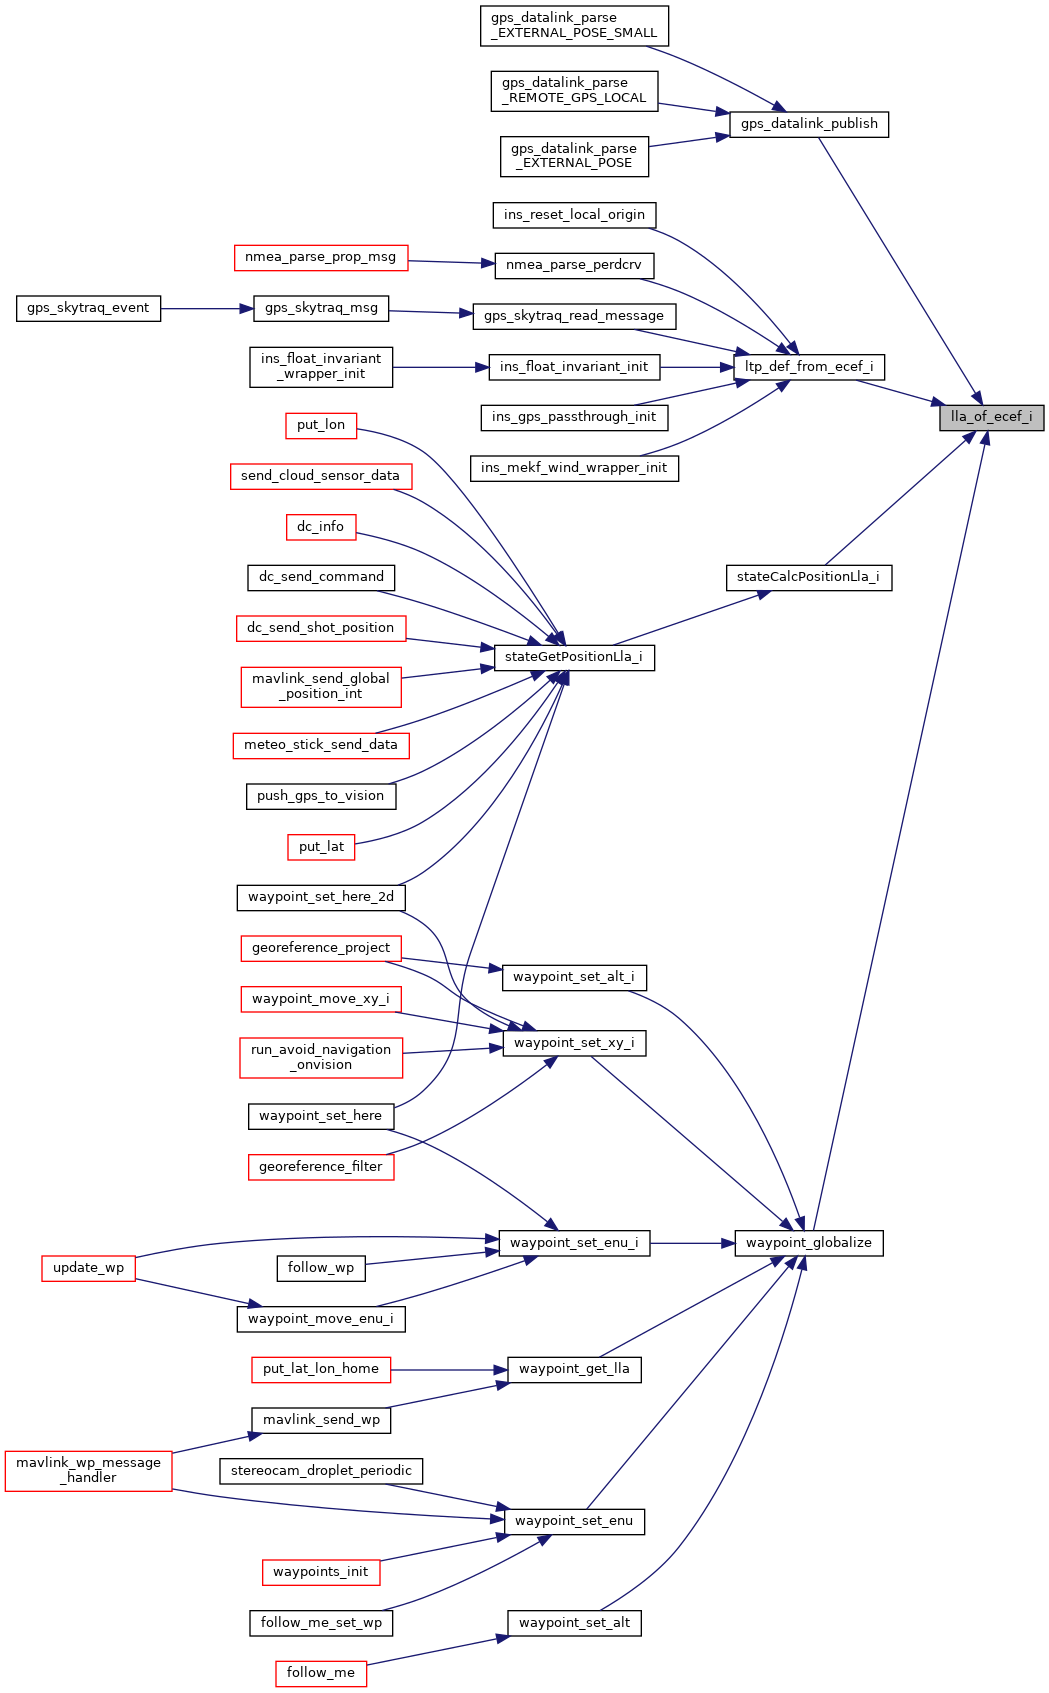 gps_datalink_parse
_EXTERNAL_POSE_SMALL
gps_datalink_parse
_REMOTE_GPS_LOCAL
gps_datalink_publish
gps_datalink_parse
_EXTERNAL_POSE
ins_reset_local_origin
nmea_parse_prop_msg
nmea_parse_perdcrv
gps_skytraq_event
gps_skytraq_msg
gps_skytraq_read_message
ins_float_invariant
_wrapper_init
ins_float_invariant_init
ltp_def_from_ecef_i
ins_gps_passthrough_init
lla_of_ecef_i
put_lon
ins_mekf_wind_wrapper_init
send_cloud_sensor_data
dc_info
dc_send_command
stateCalcPositionLla_i
dc_send_shot_position
stateGetPositionLla_i
mavlink_send_global
_position_int
meteo_stick_send_data
push_gps_to_vision
put_lat
waypoint_set_here_2d
georeference_project
waypoint_set_alt_i
waypoint_move_xy_i
waypoint_set_xy_i
run_avoid_navigation
_onvision
waypoint_set_here
georeference_filter
waypoint_set_enu_i
waypoint_globalize
update_wp
follow_wp
waypoint_move_enu_i
put_lat_lon_home
waypoint_get_lla
mavlink_send_wp
mavlink_wp_message
_handler
stereocam_droplet_periodic
waypoint_set_enu
waypoints_init
follow_me_set_wp
waypoint_set_alt
follow_me